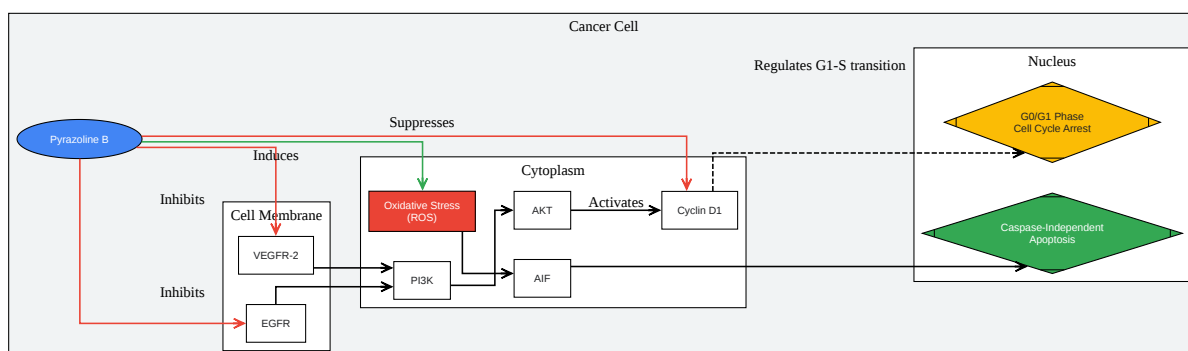 Cancer Cell
Regulates G1-S transition
Nucleus
G0/G1 Phase
Cell Cycle Arrest
Suppresses
Pyrazoline B
Induces
Cytoplasm
Inhibits
Cell Membrane
Oxidative Stress
(ROS)
AKT
Activates
Cyclin D1
Caspase-Independent
Apoptosis
VEGFR-2
PI3K
AIF
Inhibits
EGFR